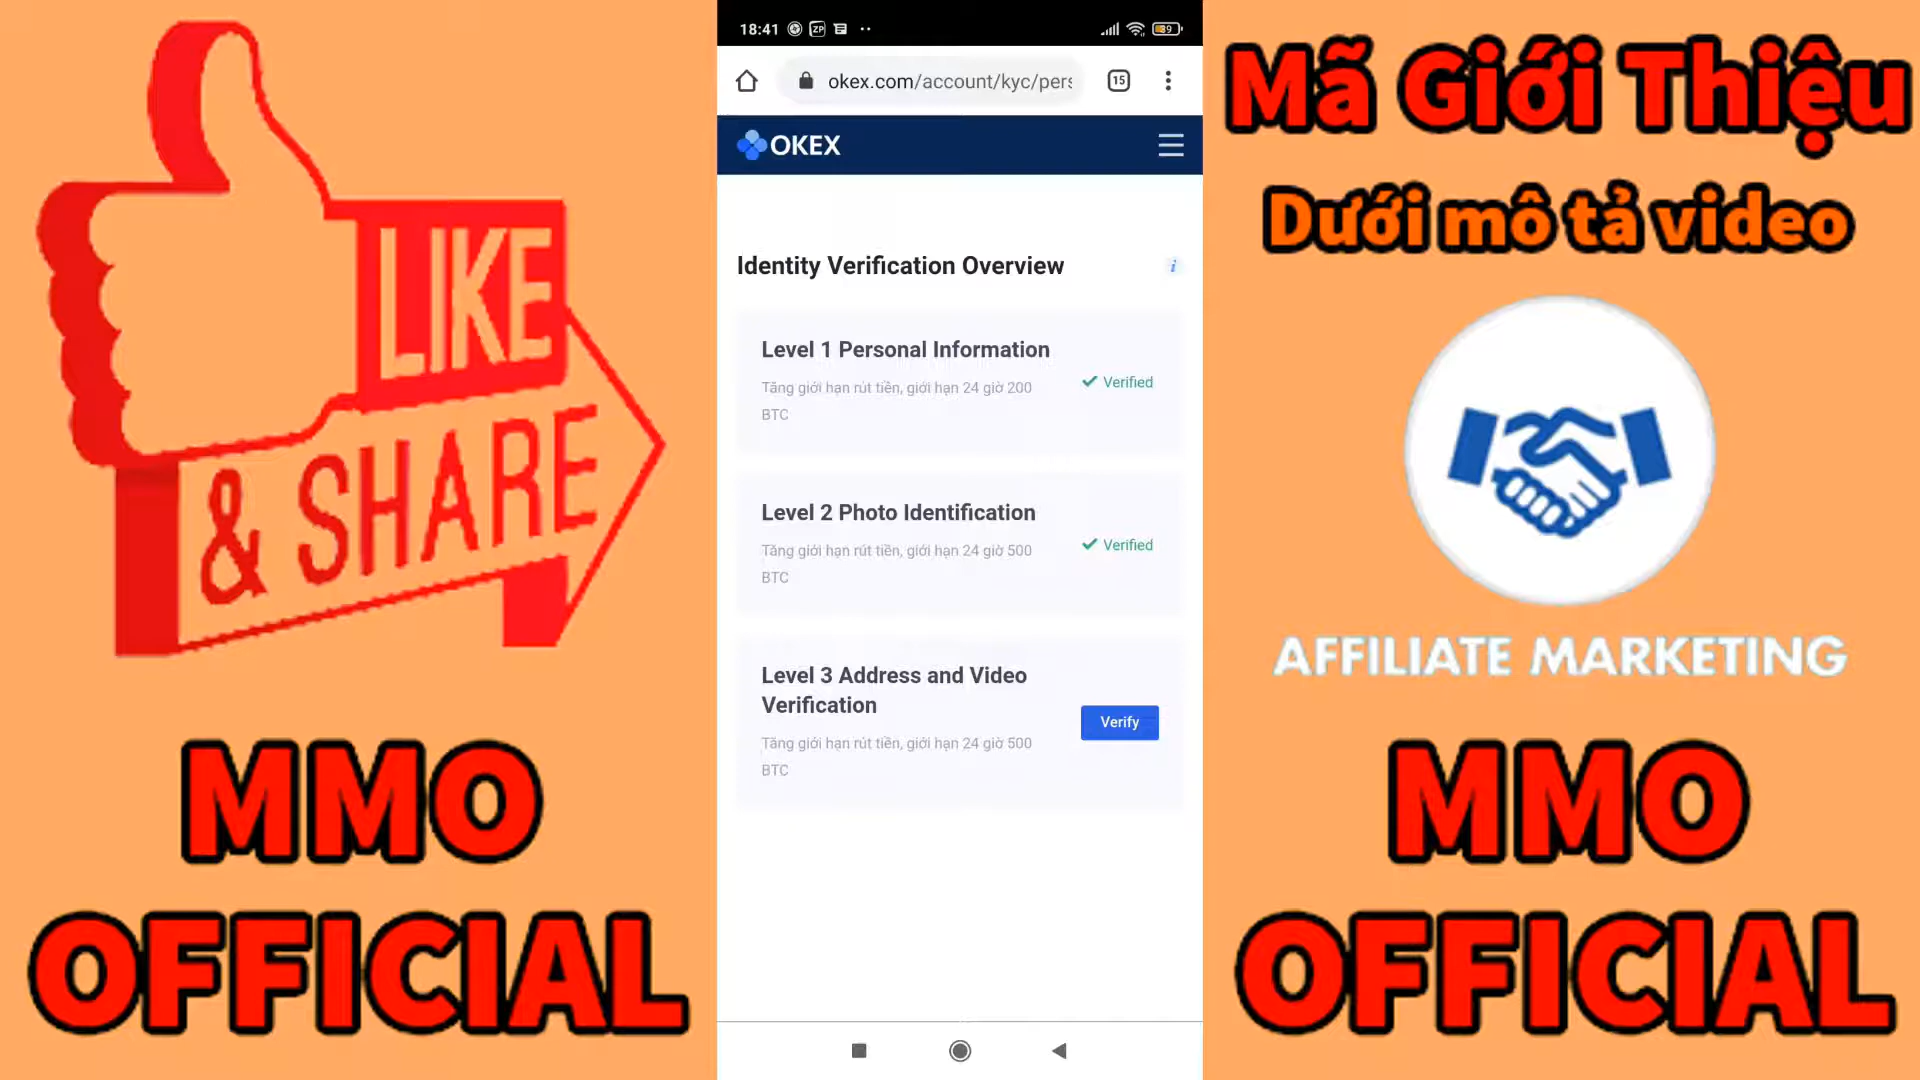 LIKE
& SHARE
MMO
OFFICIAL
18:41
ZP
39
okex.com/account/kyc/pers
15
OKEX
Identity Verification Overview
i
Level 1 Personal Information
Tăng giới hạn rút tiền, giới hạn 24 giờ 200
BTC
Verified
Level 2 Photo Identification
Tăng giới hạn rút tiền, giới hạn 24 giờ 500
BTC
Verified
Level 3 Address and Video
Verification
Tăng giới hạn rút tiền, giới hạn 24 giờ 500
BTC
Verify
Mã Giới Thiệu
Dưới mô tả video
AFFILIATE MARKETING
MMO
OFFICIAL